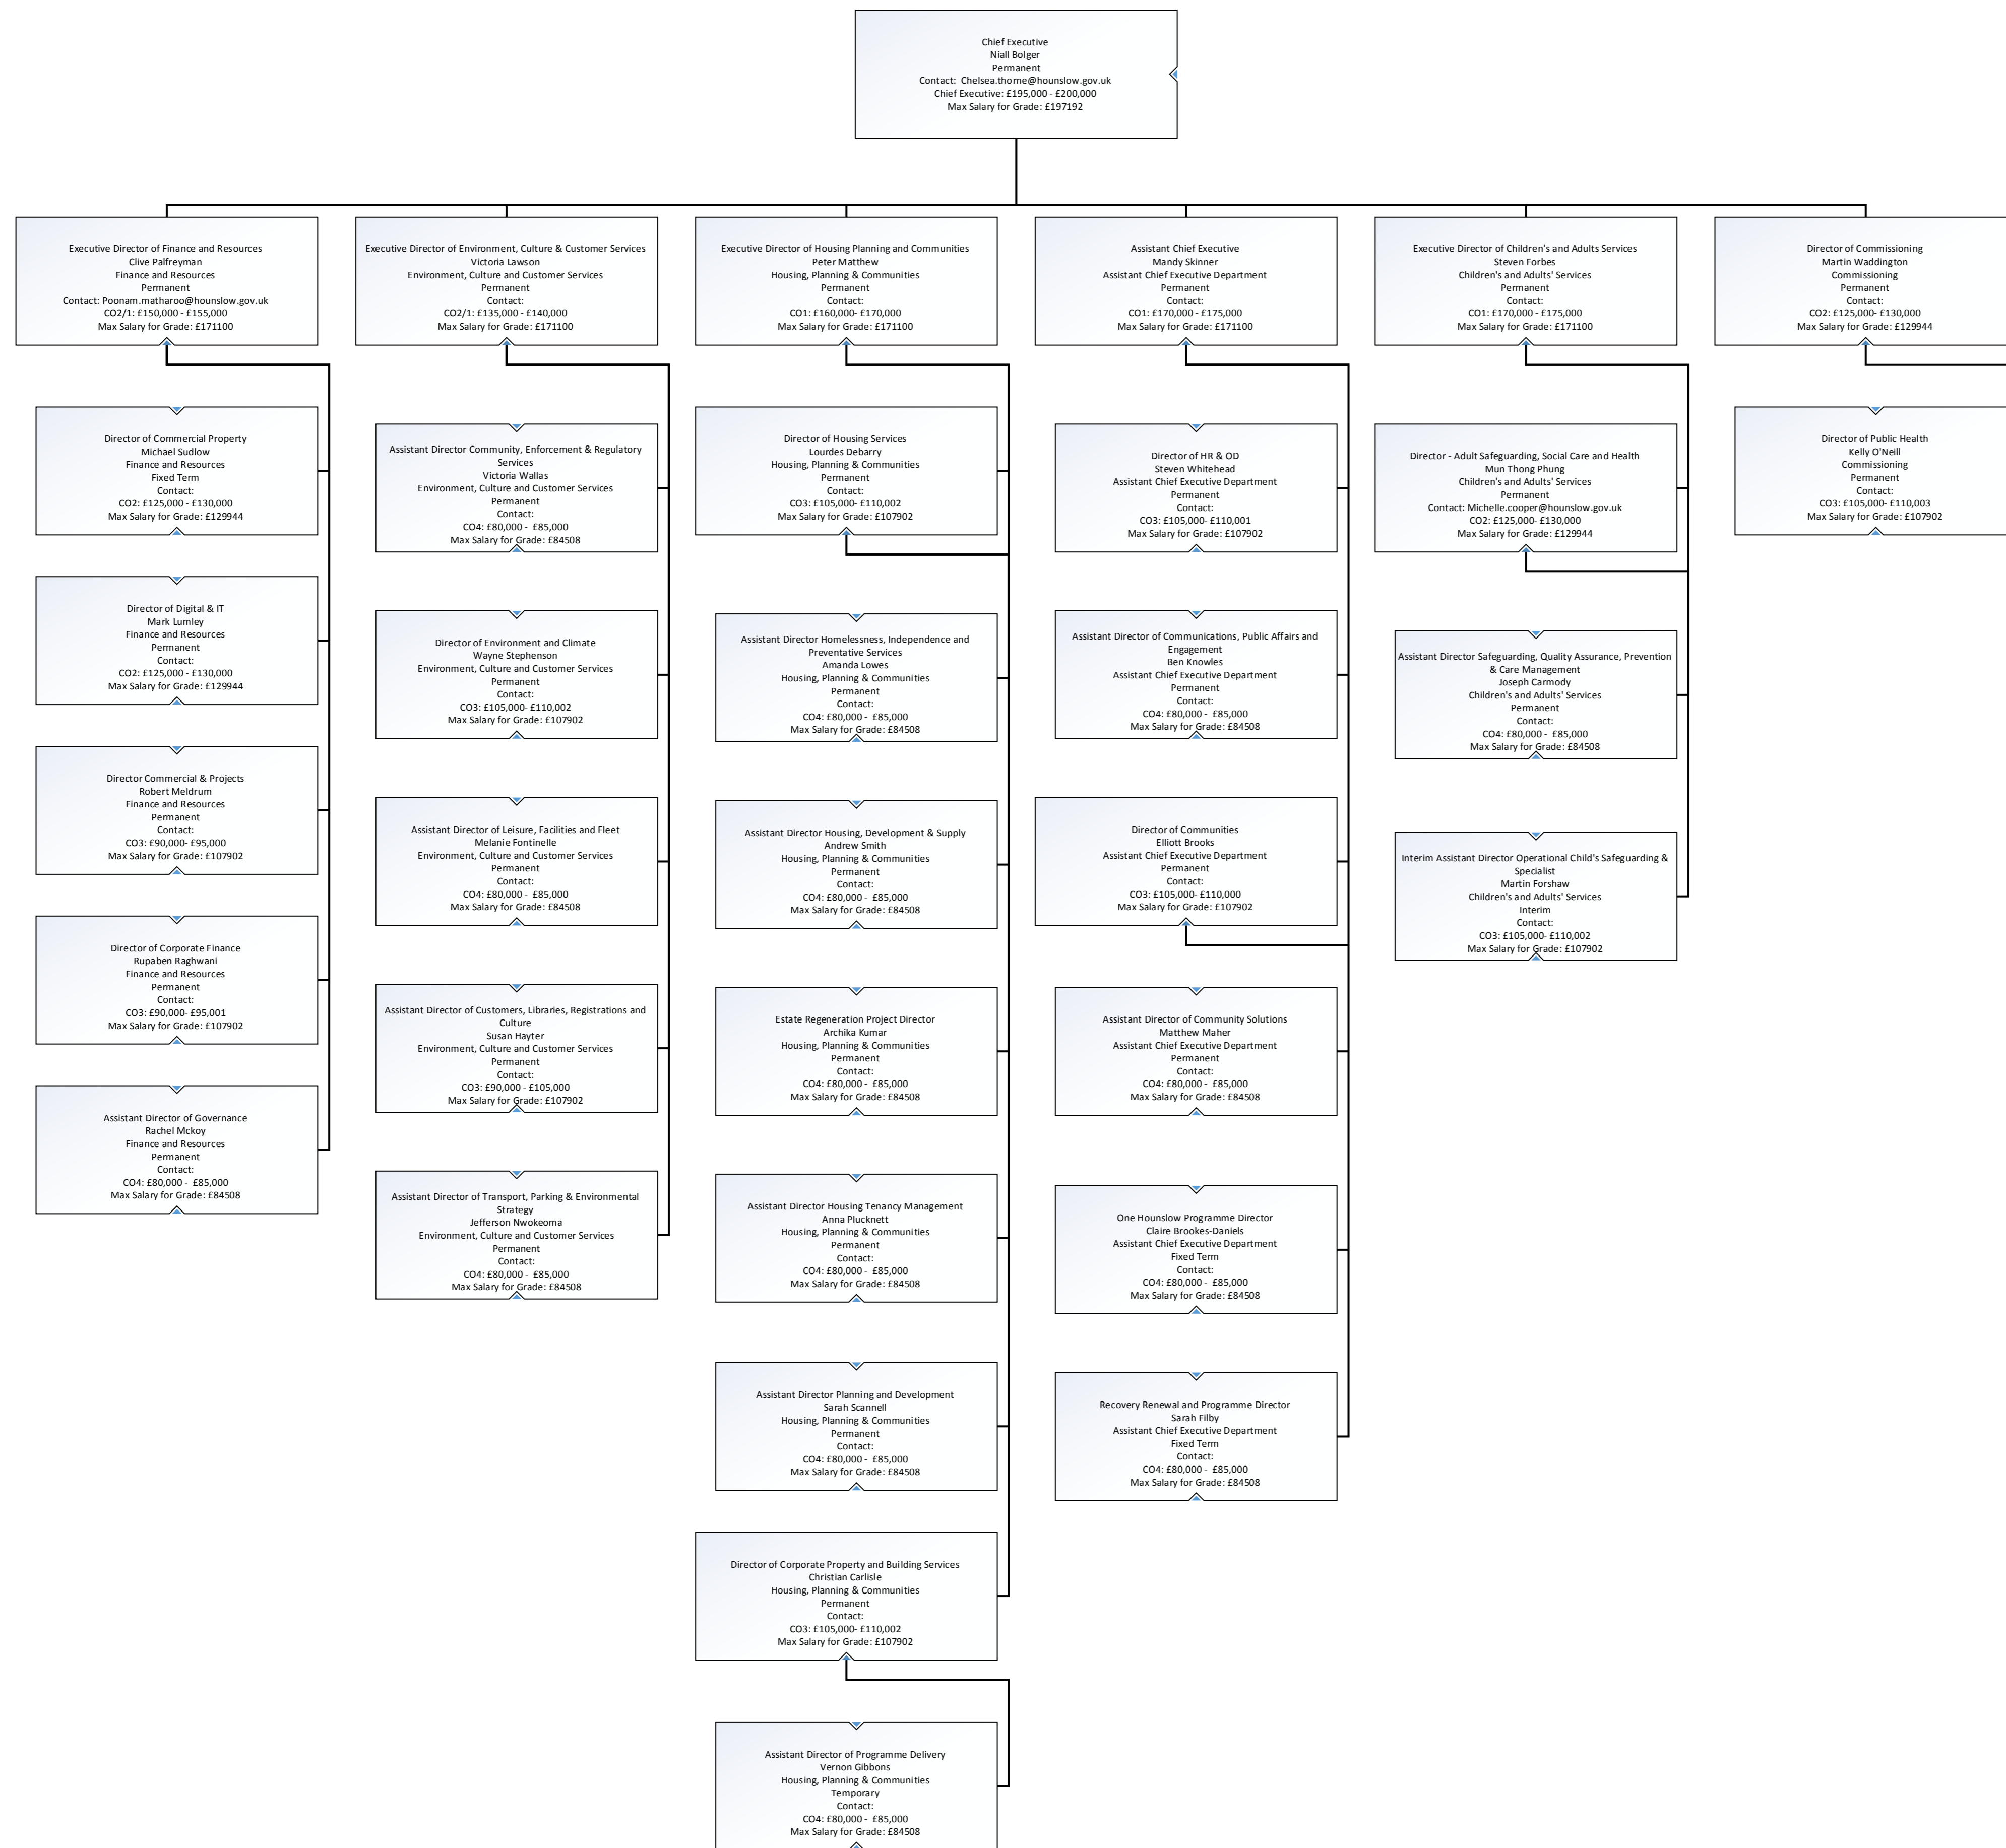 Chief Executive
Niall Bolger
Permanent
Contact:  Chelsea.thorne@hounslow.gov.uk
Chief Executive: £195,000 - £200,000
Max Salary for Grade: £197192
Executive Director of Finance and Resources
Clive Palfreyman
Finance and Resources
Permanent
Contact: Poonam.matharoo@hounslow.gov.uk
CO2/1: £150,000 - £155,000
Max Salary for Grade: £171100
Executive Director of Environment, Culture & Customer Services
Victoria Lawson
Environment, Culture and Customer Services
Permanent
Contact:
CO2/1: £135,000 - £140,000
Max Salary for Grade: £171100
Executive Director of Housing Planning and Communities
Peter Matthew
Housing, Planning & Communities
Permanent
Contact:
CO1: £160,000- £170,000
Max Salary for Grade: £171100
Assistant Chief Executive
Mandy Skinner
Assistant Chief Executive Department
Permanent
Contact:
CO1: £170,000 - £175,000
Max Salary for Grade: £171100
Executive Director of Children's and Adults Services
Steven Forbes
Children's and Adults' Services
Permanent
Contact:
CO1: £170,000 - £175,000
Max Salary for Grade: £171100
Director of Commissioning
Martin Waddington
Commissioning
Permanent
Contact:
CO2: £125,000- £130,000
Max Salary for Grade: £129944
Director of Commercial Property
Michael Sudlow
Finance and Resources
Fixed Term
Contact:
CO2: £125,000 - £130,000
Max Salary for Grade: £129944
Director of Digital & IT
Mark Lumley
Finance and Resources
Permanent
Contact:
CO2: £125,000 - £130,000
Max Salary for Grade: £129944
Director Commercial & Projects
Robert Meldrum
Finance and Resources
Permanent
Contact:
CO3: £90,000- £95,000
Max Salary for Grade: £107902
Director of Corporate Finance
Rupaben Raghwani
Finance and Resources
Permanent
Contact:
CO3: £90,000- £95,001
Max Salary for Grade: £107902
Assistant Director of Governance
Rachel Mckoy
Finance and Resources
Permanent
Contact:
CO4: £80,000 -  £85,000
Max Salary for Grade: £84508
Assistant Director Community, Enforcement & Regulatory
Services
Victoria Wallas
Environment, Culture and Customer Services
Permanent
Contact:
CO4: £80,000 -  £85,000
Max Salary for Grade: £84508
Director of Environment and Climate
Wayne Stephenson
Environment, Culture and Customer Services
Permanent
Contact:
CO3: £105,000- £110,002
Max Salary for Grade: £107902
Assistant Director of Leisure, Facilities and Fleet
Melanie Fontinelle
Environment, Culture and Customer Services
Permanent
Contact:
CO4: £80,000 -  £85,000
Max Salary for Grade: £84508
Assistant Director of Customers, Libraries, Registrations and
Culture
Susan Hayter
Environment, Culture and Customer Services
Permanent
Contact:
CO3: £90,000 - £105,000
Max Salary for Grade: £107902
Assistant Director of Transport, Parking & Environmental
Strategy
Jefferson Nwokeoma
Environment, Culture and Customer Services
Permanent
Contact:
CO4: £80,000 -  £85,000
Max Salary for Grade: £84508
Director of Housing Services
Lourdes Debarry
Housing, Planning & Communities
Permanent
Contact:
CO3: £105,000- £110,002
Max Salary for Grade: £107902
Assistant Director Homelessness, Independence and
Preventative Services
Amanda Lowes
Housing, Planning & Communities
Permanent
Contact:
CO4: £80,000 -  £85,000
Max Salary for Grade: £84508
Assistant Director Housing, Development & Supply
Andrew Smith
Housing, Planning & Communities
Permanent
Contact:
CO4: £80,000 -  £85,000
Max Salary for Grade: £84508
Estate Regeneration Project Director
Archika Kumar
Housing, Planning & Communities
Permanent
Contact:
CO4: £80,000 -  £85,000
Max Salary for Grade: £84508
Assistant Director Housing Tenancy Management
Anna Plucknett
Housing, Planning & Communities
Permanent
Contact:
CO4: £80,000 -  £85,000
Max Salary for Grade: £84508
Assistant Director Planning and Development
Sarah Scannell
Housing, Planning & Communities
Permanent
Contact:
CO4: £80,000 -  £85,000
Max Salary for Grade: £84508
Director of Corporate Property and Building Services
Christian Carlisle
Housing, Planning & Communities
Permanent
Contact:
CO3: £105,000- £110,002
Max Salary for Grade: £107902
Assistant Director of Programme Delivery
Vernon Gibbons
Housing, Planning & Communities
Temporary
Contact:
CO4: £80,000 -  £85,000
Max Salary for Grade: £84508
Director of HR & OD
Steven Whitehead
Assistant Chief Executive Department
Permanent
Contact:
CO3: £105,000- £110,001
Max Salary for Grade: £107902
Assistant Director of Communications, Public Affairs and
Engagement
Ben Knowles
Assistant Chief Executive Department
Permanent
Contact:
CO4: £80,000 -  £85,000
Max Salary for Grade: £84508
Director of Communities
Elliott Brooks
Assistant Chief Executive Department
Permanent
Contact:
CO3: £105,000- £110,000
Max Salary for Grade: £107902
Assistant Director of Community Solutions
Matthew Maher
Assistant Chief Executive Department
Permanent
Contact:
CO4: £80,000 -  £85,000
Max Salary for Grade: £84508
One Hounslow Programme Director
Claire Brookes-Daniels
Assistant Chief Executive Department
Fixed Term
Contact:
CO4: £80,000 -  £85,000
Max Salary for Grade: £84508
Recovery Renewal and Programme Director
Sarah Filby
Assistant Chief Executive Department
Fixed Term
Contact:
CO4: £80,000 -  £85,000
Max Salary for Grade: £84508
Director - Adult Safeguarding, Social Care and Health
Mun Thong Phung
Children's and Adults' Services
Permanent
Contact: Michelle.cooper@hounslow.gov.uk
CO2: £125,000- £130,000
Max Salary for Grade: £129944
Assistant Director Safeguarding, Quality Assurance, Prevention
& Care Management
Joseph Carmody
Children's and Adults' Services
Permanent
Contact:
CO4: £80,000 -  £85,000
Max Salary for Grade: £84508
Interim Assistant Director Operational Child's Safeguarding &
Specialist
Martin Forshaw
Children's and Adults' Services
Interim
Contact:
CO3: £105,000- £110,002
Max Salary for Grade: £107902
Director of Public Health
Kelly O'Neill
Commissioning
Permanent
Contact:
CO3: £105,000- £110,003
Max Salary for Grade: £107902